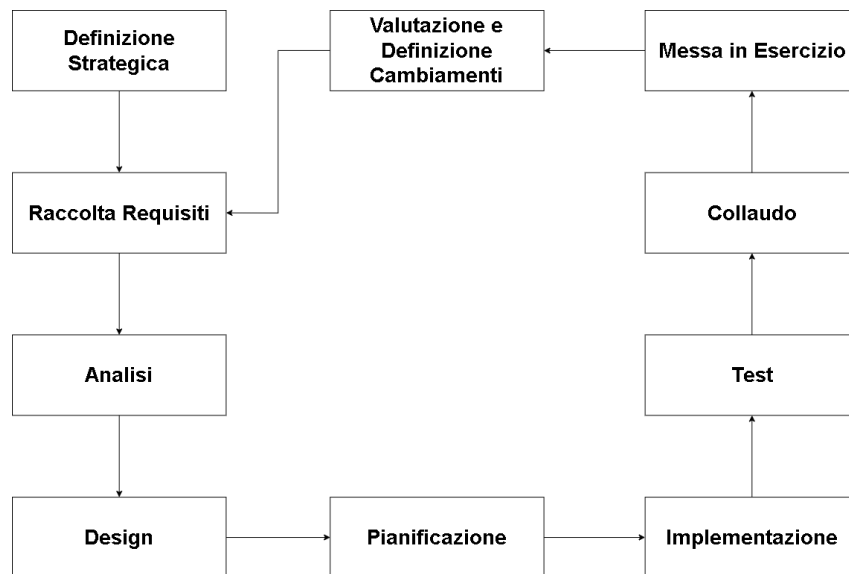 Definizione
Strategica
Valutazione e
Definizione
Cambiamenti
Messa in Esercizio
Raccolta Requisiti
Collaudo
Analisi
Test
Design
Pianificazione
Implementazione